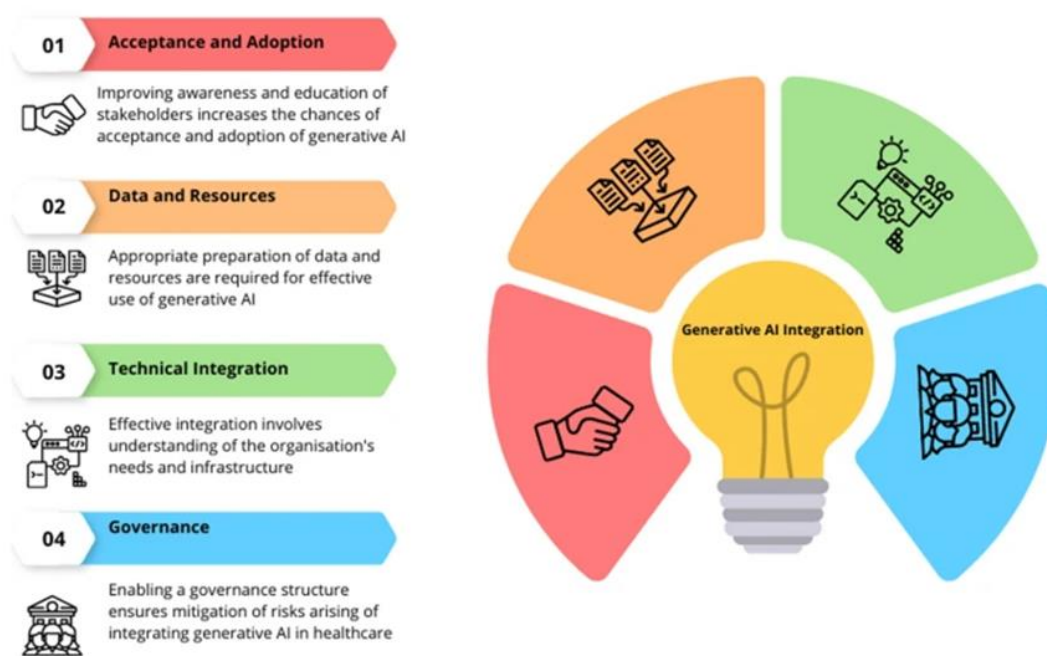 01
Acceptance and Adoption
Improving awareness and education of
stakeholders increases the chances of
acceptance and adoption of generative AI
02
Data and Resources
Appropriate preparation of data and
resources are required for effective
use of generative AI
03
Technical Integration
Effective integration involves
understanding of the organisation's
needs and infrastructure
04
Governance
Enabling a governance structure
ensures mitigation of risks arising of
integrating generative AI in healthcare
Generative AI Integration